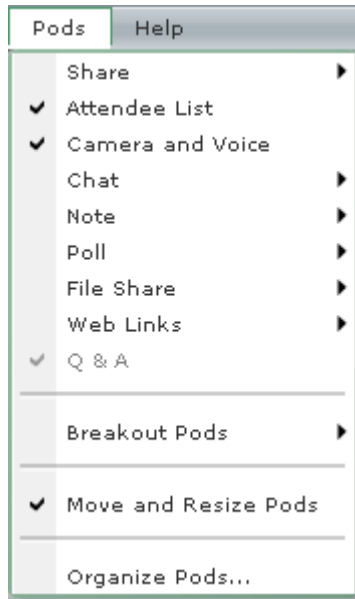 Pods Help
Share
Attendee List
Camera and Voice
Chat
Note
Poll
File Share
Web Links
Q & A
Breakout Pods
Move and Resize Pods
Organize Pods...